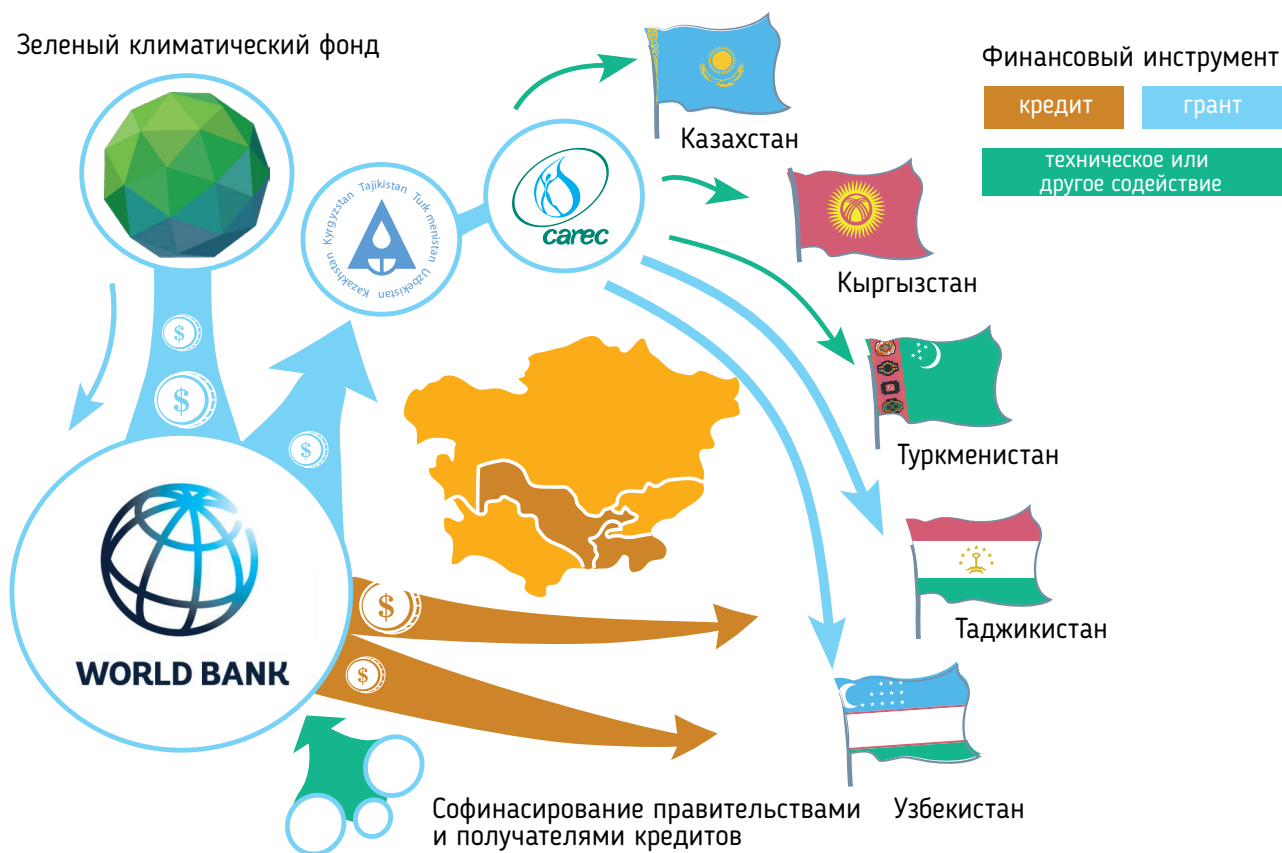 Зеленый климатический фонд
Финансовый инструмент
кредит
грант
техническое или
другое содействие
Казахстан
Kazakhstan Kyrgyzstan Tajikistan Turkmenistan Uzbekistan
carec
Кыргызстан
Туркменистан
Таджикистан
WORLD BANK
Узбекистан
Софинасирование правительствами
и получателями кредитов
$
$
$
$
$